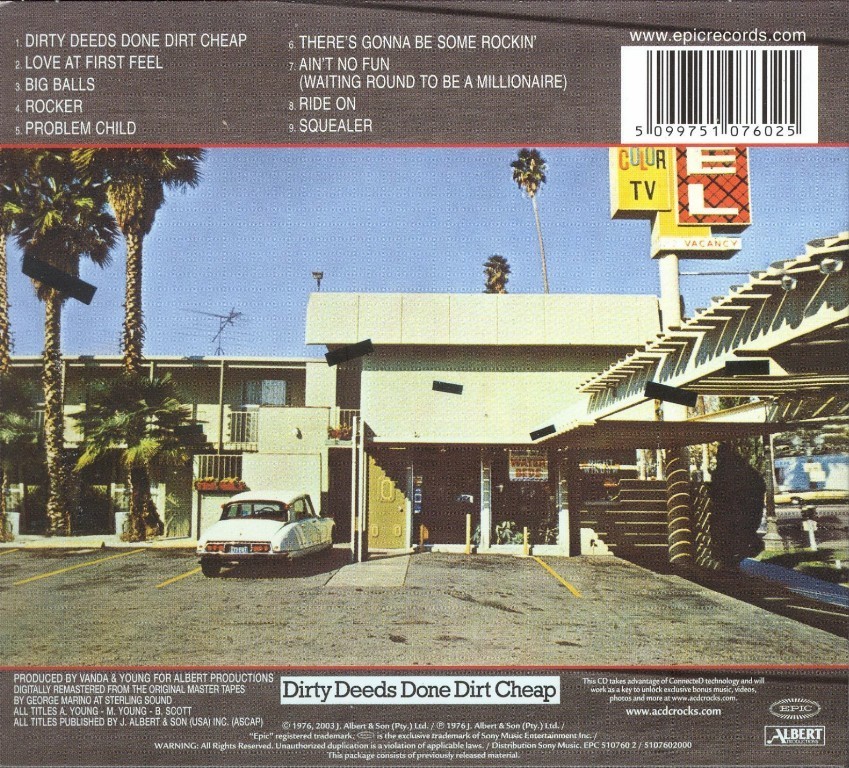 1. DIRTY DEEDS DONE DIRT CHEAP
2. LOVE AT FIRST FEEL
3. BIG BALLS
4. ROCKER
5. PROBLEM CHILD
6. THERE'S GONNA BE SOME ROCKIN'
7. AIN'T NO FUN
(WAITING ROUND TO BE A MILLIONAIRE)
8. RIDE ON
9. SQUEALER
www.epicrecords.com
5 099751 076025
COLOR
TV
EL
VACANCY
PRODUCED BY VANDA & YOUNG FOR ALBERT PRODUCTIONS
DIGITALLY REMASTERED FROM THE ORIGINAL MASTER TAPES
BY GEORGE MARINO AT STERLING SOUND
ALL TITLES A. YOUNG - M. YOUNG - B. SCOTT
ALL TITLES PUBLISHED BY J. ALBERT & SON (USA) INC. (ASCAP)
Dirty Deeds Done Dirt Cheap
This CD takes advantage of ConnecteD technology and will
work as a key to unlock exclusive bonus music, videos,
photos and more at www.acdcrocks.com.
www.acdcrocks.com
EPIC
ALBERT
PRODUCTIONS
© 1976, 2003 J. Albert & Son (Pty.) Ltd. / ℗ 1976 J. Albert & Son (Pty.) Ltd. /
"Epic" registered trademark, EPIC is the exclusive trademark of Sony Music Entertainment Inc. /
WARNING: All Rights Reserved. Unauthorized duplication is a violation of applicable laws. / Distribution Sony Music. EPC 510760 2 / 5107602000
This package consists of previously released material.